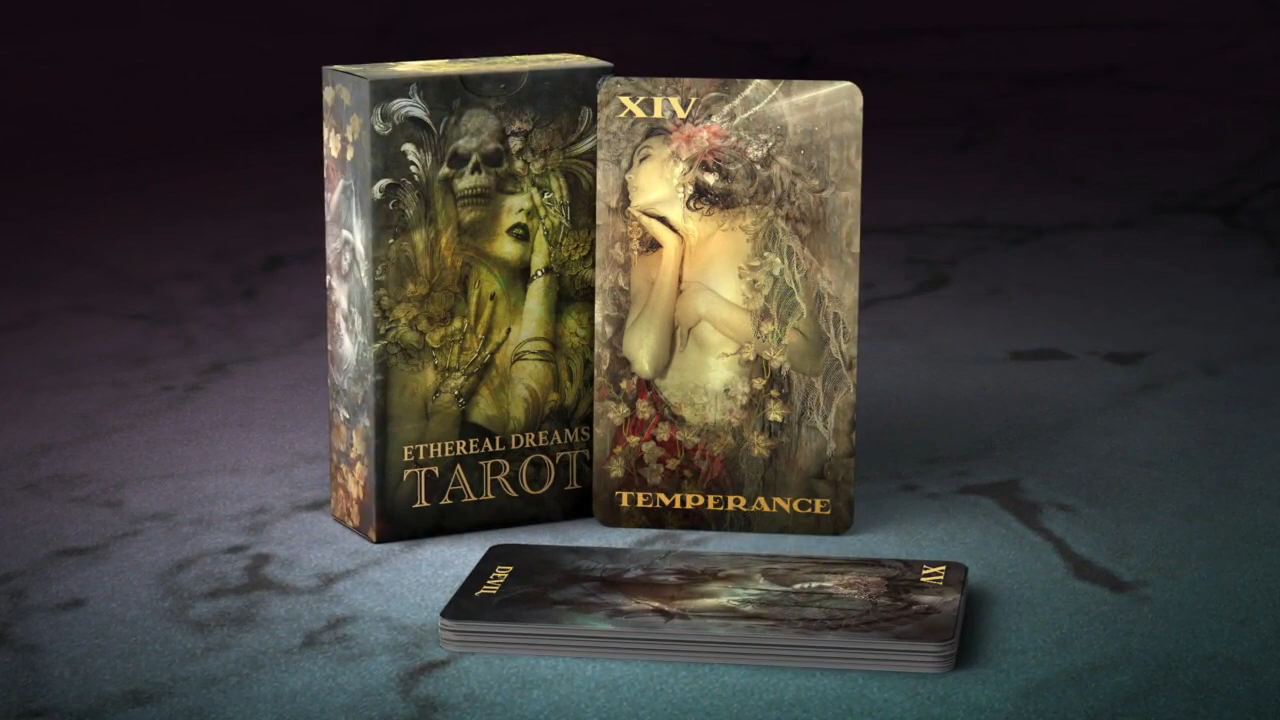 ETHEREAL DREAMS
TAROT
XIV
TEMPERANCE
DEVIL
XV